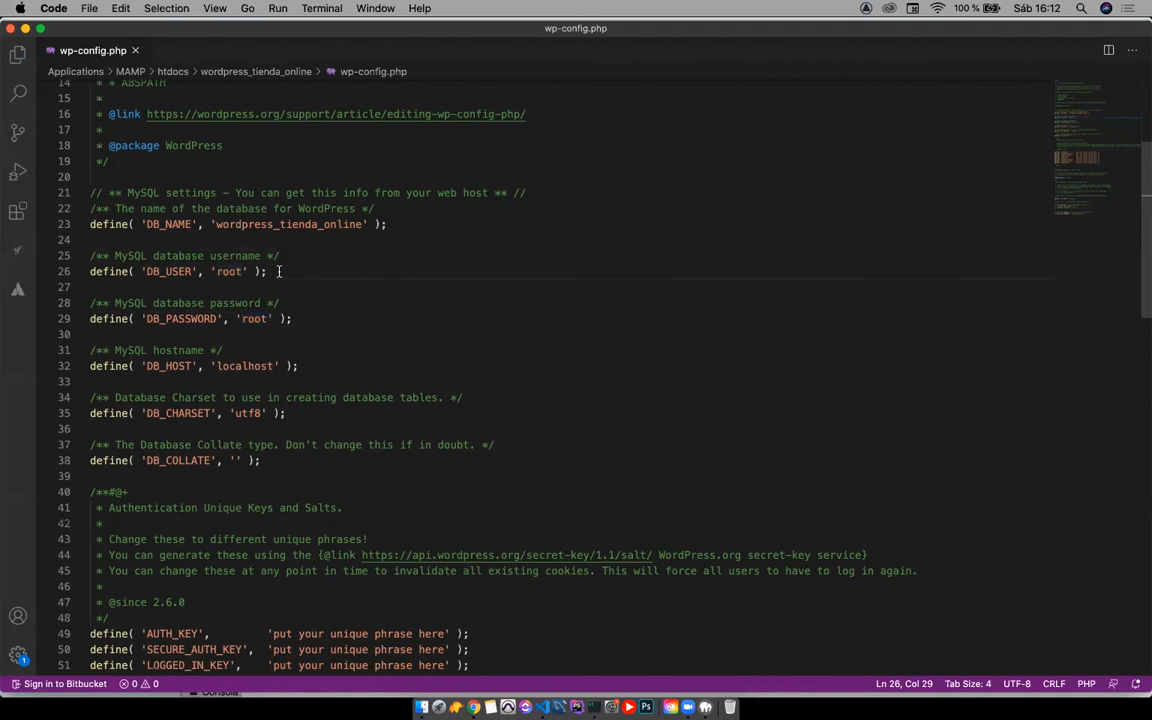 Code File Edit Selection View Go Run Terminal Window Help 100 % Sáb 16:12
wp-config.php
wp-config.php
Applications > MAMP > htdocs > wordpress_tienda_online > wp-config.php
14 * * ABSPATH
15 *
16 * @link https://wordpress.org/support/article/editing-wp-config-php/
17 *
18 * @package WordPress
19 */
20
21 // ** MySQL settings - You can get this info from your web host ** //
22 /** The name of the database for WordPress */
23 define( 'DB_NAME', 'wordpress_tienda_online' );
24
25 /** MySQL database username */
26 define( 'DB_USER', 'root' );
27
28 /** MySQL database password */
29 define( 'DB_PASSWORD', 'root' );
30
31 /** MySQL hostname */
32 define( 'DB_HOST', 'localhost' );
33
34 /** Database Charset to use in creating database tables. */
35 define( 'DB_CHARSET', 'utf8' );
36
37 /** The Database Collate type. Don't change this if in doubt. */
38 define( 'DB_COLLATE', '' );
39
40 /**#@+
41 * Authentication Unique Keys and Salts.
42 *
43 * Change these to different unique phrases!
44 * You can generate these using the {@link https://api.wordpress.org/secret-key/1.1/salt/ WordPress.org secret-key service}
45 * You can change these at any point in time to invalidate all existing cookies. This will force all users to have to log in again.
46 *
47 * @since 2.6.0
48 */
49 define( 'AUTH_KEY', 'put your unique phrase here' );
50 define( 'SECURE_AUTH_KEY', 'put your unique phrase here' );
51 define( 'LOGGED_IN_KEY', 'put your unique phrase here' );
Sign in to Bitbucket 0 0 Ln 26, Col 29 Tab Size: 4 UTF-8 CRLF PHP
Consola